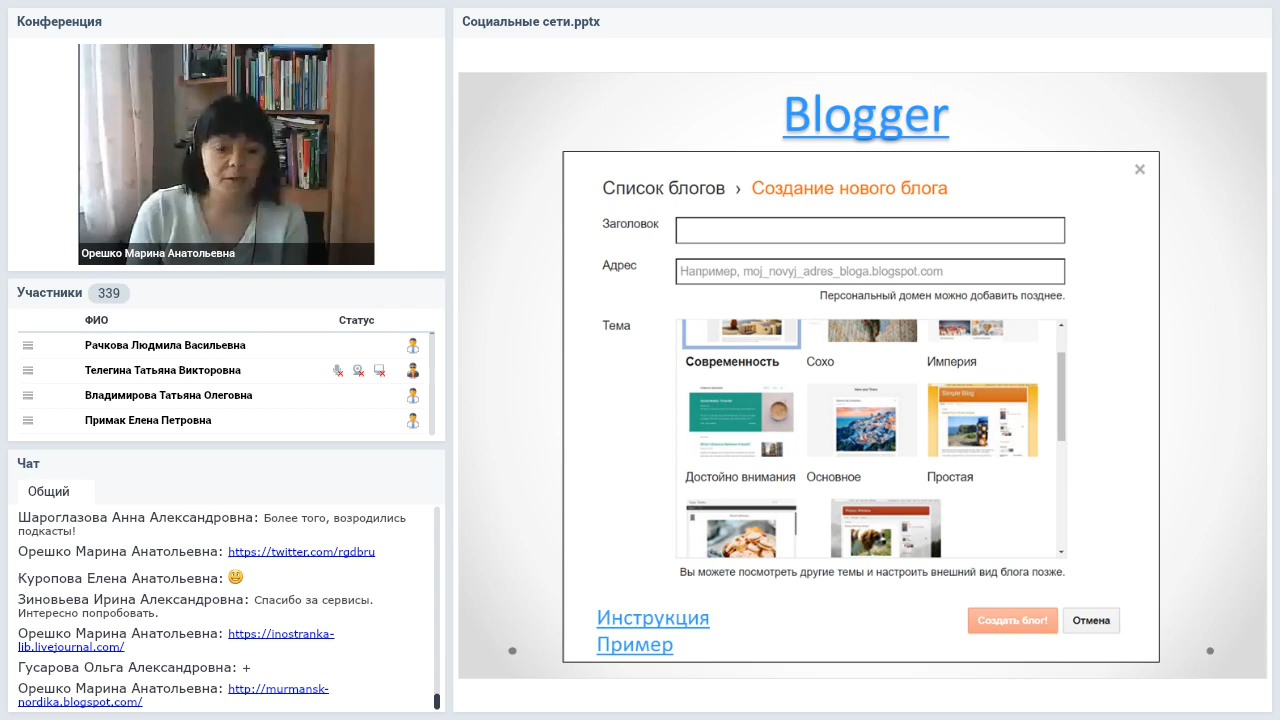 Конференция
Орешко Марина Анатольевна
Участники 339
ФИО Статус
Рачкова Людмила Васильевна
Телегина Татьяна Викторовна
Владимирова Татьяна Олеговна
Примак Елена Петровна
Чат
Общий
Шароглазова Анна Александровна: Более того, возродились
подкасты!
Орешко Марина Анатольевна: https://twitter.com/rgdbru
Куропова Елена Анатольевна:
Зиновьева Ирина Александровна: Спасибо за сервисы.
Интересно попробовать.
Орешко Марина Анатольевна: https://inostranka-
lib.livejournal.com/
Гусарова Ольга Александровна: +
Орешко Марина Анатольевна: http://murmansk-
nordika.blogspot.com/
Социальные сети.pptx
Blogger
Список блогов › Создание нового блога
Заголовок
Адрес
Например, moj_novyj_adres_bloga.blogspot.com
Персональный домен можно добавить позднее.
Тема
Современность Сохо Империя
Simple Blog
Достойно внимания Основное Простая
Вы можете посмотреть другие темы и настроить внешний вид блога позже.
Инструкция
Пример
Создать блог! Отмена